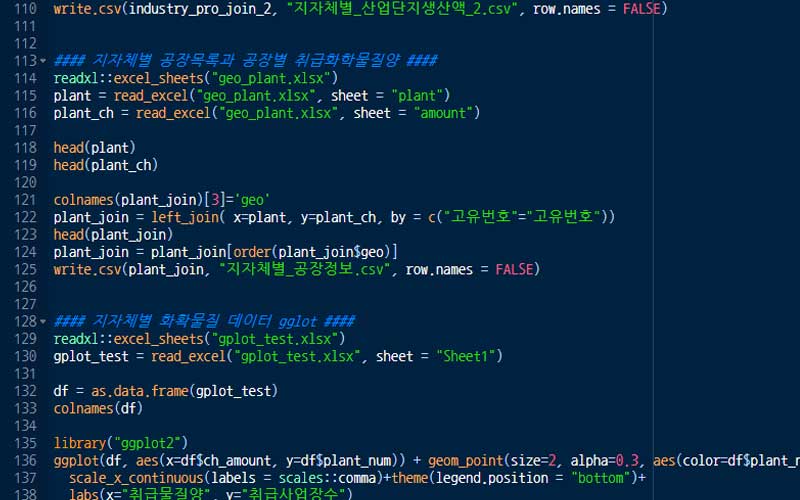 110 write.csv(industry_pro_join_2, "지자체별_산업단지생산액_2.csv", row.names = FALSE)
111
112
113 #### 지자체별 공장목록과 공장별 취급화학물질양 ####
114 readxl::excel_sheets("geo_plant.xlsx")
115 plant = read_excel("geo_plant.xlsx", sheet = "plant")
116 plant_ch = read_excel("geo_plant.xlsx", sheet = "amount")
117
118 head(plant)
119 head(plant_ch)
120
121 colnames(plant_join)[3]='geo'
122 plant_join = left_join( x=plant, y=plant_ch, by = c("고유번호"="고유번호"))
123 head(plant_join)
124 plant_join = plant_join[order(plant_join$geo)]
125 write.csv(plant_join, "지자체별_공장정보.csv", row.names = FALSE)
126
127
128 #### 지자체별 화확물질 데이터 gglot ####
129 readxl::excel_sheets("gplot_test.xlsx")
130 gplot_test = read_excel("gplot_test.xlsx", sheet = "Sheet1")
131
132 df = as.data.frame(gplot_test)
133 colnames(df)
134
135 library("ggplot2")
136 ggplot(df, aes(x=df$ch_amount, y=df$plant_num)) + geom_point(size=2, alpha=0.3, aes(color=df$plant_n
137 scale_x_continuous(labels = scales::comma)+theme(legend.position = "bottom")+
138 labs(x="취급물질양", y="취급사업장수")